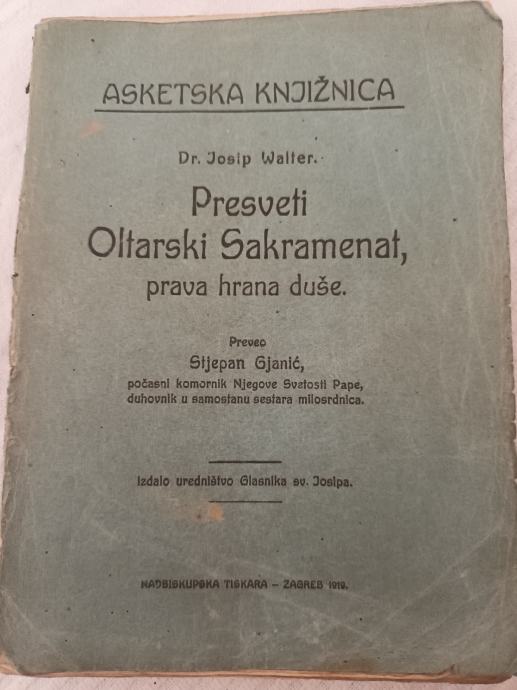 ASKETSKA KNJIŽNICA
Dr. Josip Walter.
Presveti
Oltarski Sakramenat,
prava hrana duše.
Preveo
Stjepan Gjanić,
počasni komornik Njegove Svetosti Pape,
duhovnik u samostanu sestara milosrdnica.
Izdalo uredništvo Glasnika sv. Josipa.
NADBISKUPSKA TISKARA – ZAGREB 1919.